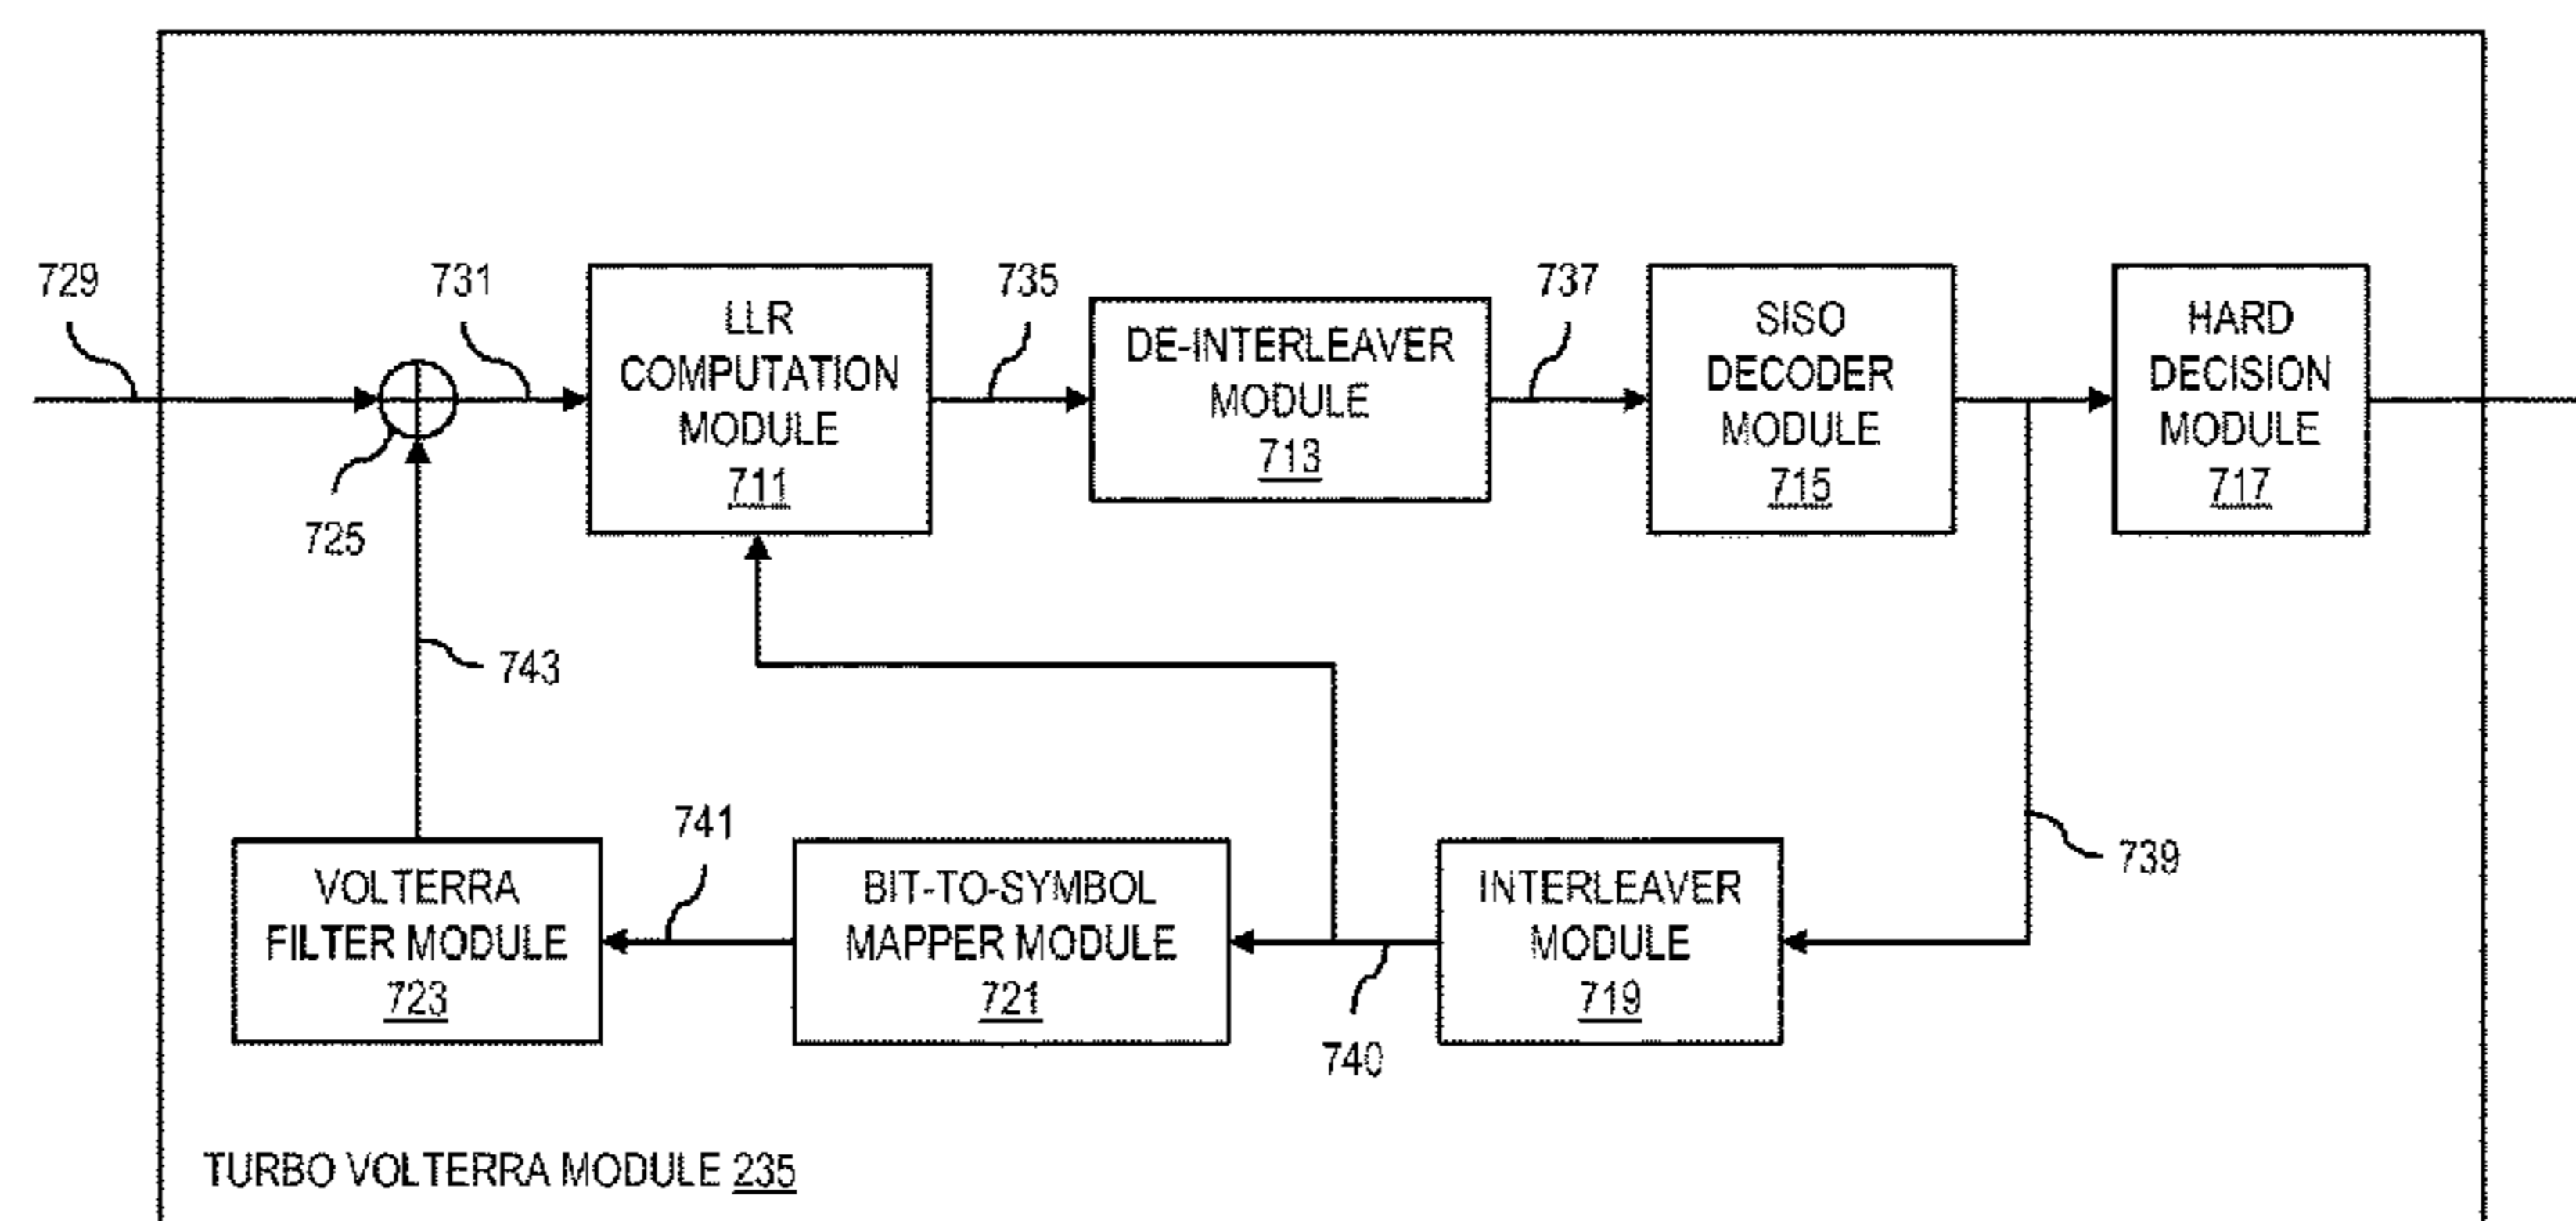 729
731
LLR
COMPUTATION
MODULE
711
735
DE-INTERLEAVER
MODULE
713
737
SISO
DECODER
MODULE
715
HARD
DECISION
MODULE
717
725
743
739
VOLTERRA
FILTER MODULE
723
741
BIT-TO-SYMBOL
MAPPER MODULE
721
740
INTERLEAVER
MODULE
719
TURBO VOLTERRA MODULE 235